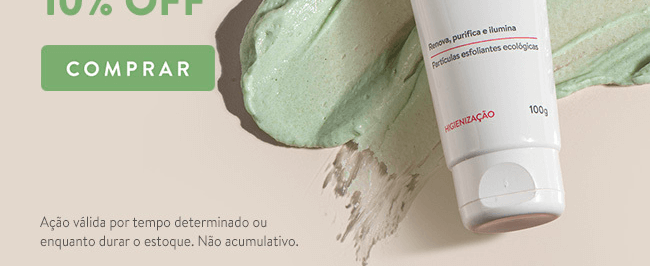 10% OFF
COMPRAR
Renova, purifica e ilumina
Partículas esfoliantes ecológicas
HIGIENIZAÇÃO
100g
Ação válida por tempo determinado ou
enquanto durar o estoque. Não acumulativo.